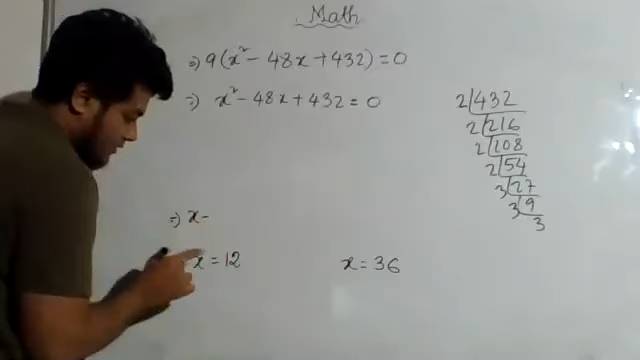 Math
=> 9(x² - 48x + 432) = 0
=> x² - 48x + 432 = 0
2|432
2|216
2|108
2|54
3|27
3|9
3
=> x -
x = 12 x = 36